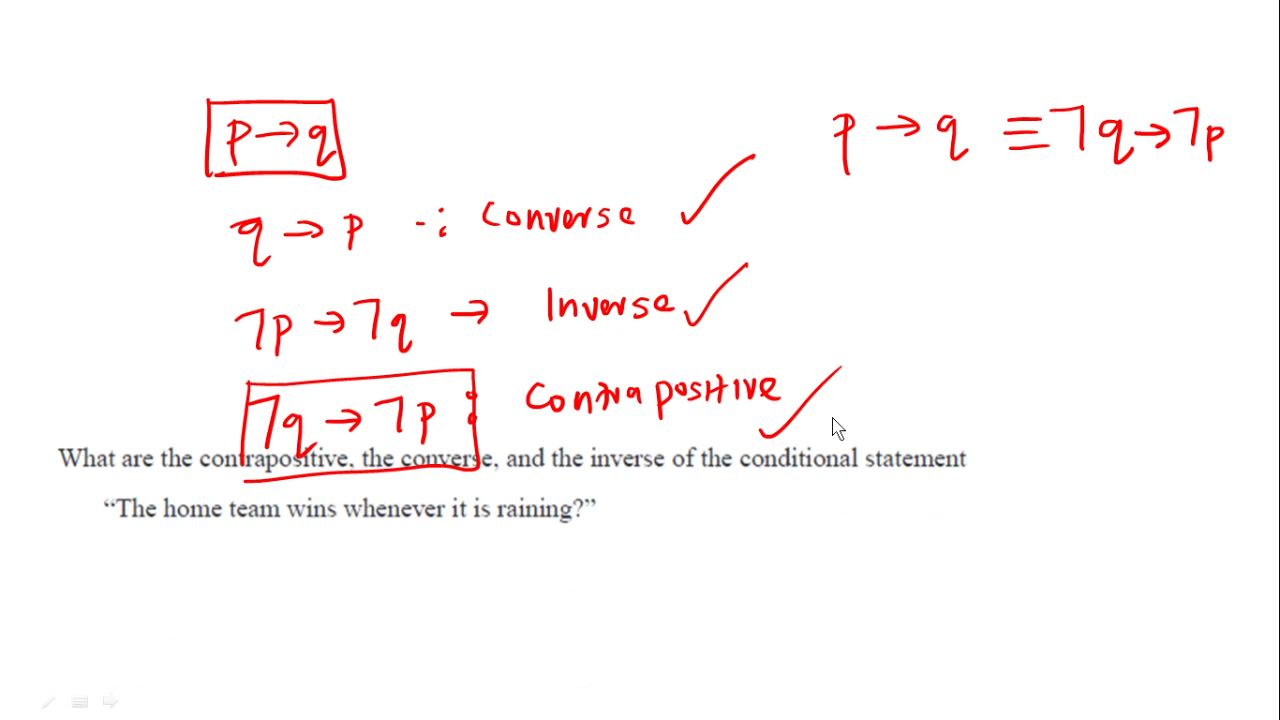 p → q
p → q ≡ ¬q → ¬p
q → p -: Converse
¬p → ¬q → Inverse
¬q → ¬p : Contrapositive
What are the contrapositive, the converse, and the inverse of the conditional statement
“The home team wins whenever it is raining?”